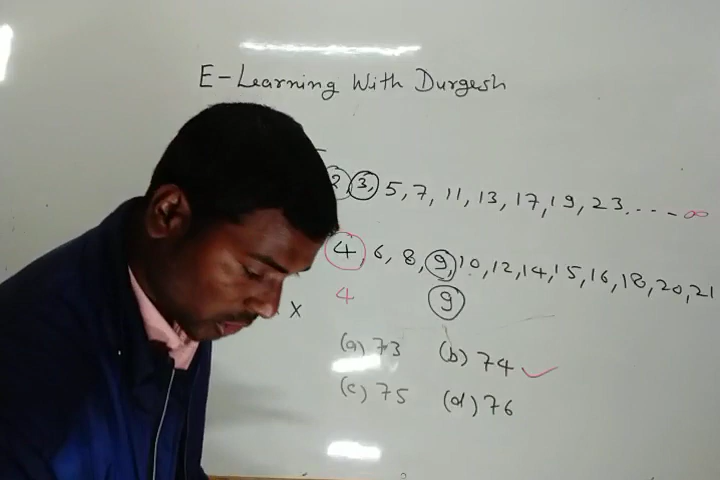 E-Learning With Durgesh
2, 3, 5, 7, 11, 13, 17, 19, 23, --- ∞
4, 6, 8, 9, 10, 12, 14, 15, 16, 18, 20, 21
x 4 9
(a) 73 (b) 74 ✓
(c) 75 (d) 76